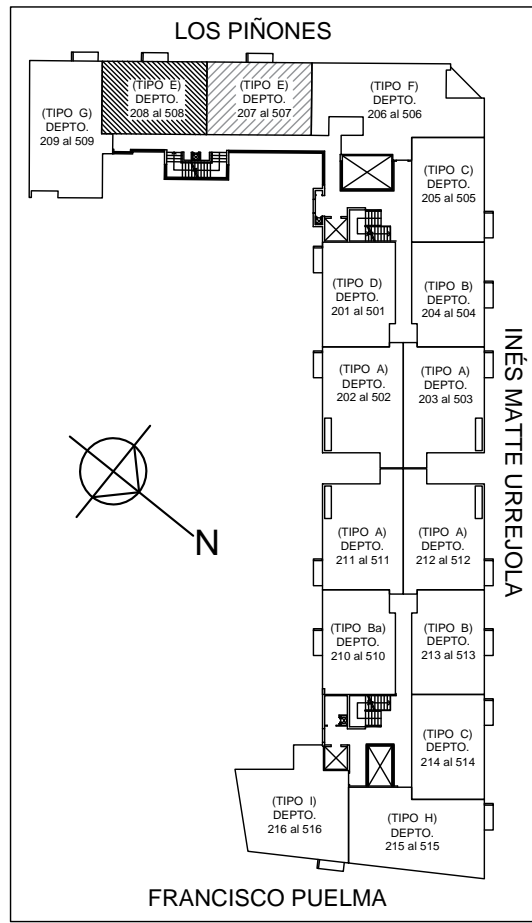 LOS PIÑONES
(TIPO G)
DEPTO.
209 al 509
(TIPO E)
DEPTO.
208 al 508
(TIPO E)
DEPTO.
207 al 507
(TIPO F)
DEPTO.
206 al 506
(TIPO C)
DEPTO.
205 al 505
(TIPO D)
DEPTO.
201 al 501
(TIPO B)
DEPTO.
204 al 504
(TIPO A)
DEPTO.
202 al 502
(TIPO A)
DEPTO.
203 al 503
INÉS MATTE URREJOLA
N
(TIPO A)
DEPTO.
211 al 511
(TIPO A)
DEPTO.
212 al 512
(TIPO Ba)
DEPTO.
210 al 510
(TIPO B)
DEPTO.
213 al 513
(TIPO C)
DEPTO.
214 al 514
(TIPO I)
DEPTO.
216 al 516
(TIPO H)
DEPTO.
215 al 515
FRANCISCO PUELMA